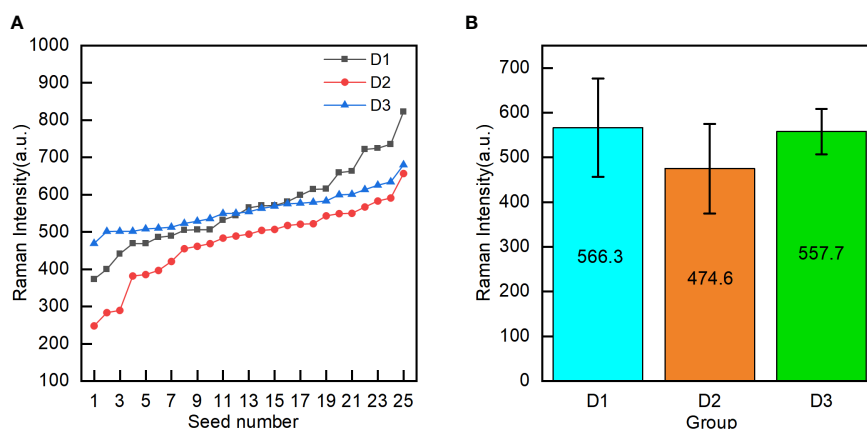 A
Raman Intensity(a.u.)
1000
900
800
700
600
500
400
300
200
100
D1
D2
D3
1 3 5 7 9 11 13 15 17 19 21 23 25
Seed number
B
Raman Intensity(a.u.)
700
600
500
400
300
200
100
0
566.3
474.6
557.7
D1 D2 D3
Group